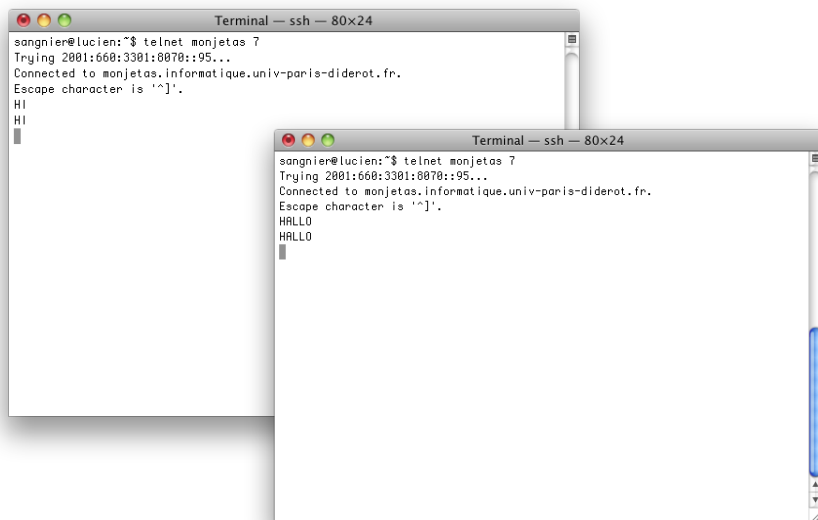 Terminal — ssh — 80×24
sangnier@lucien:~$ telnet monjetas 7
Trying 2001:660:3301:8070::95...
Connected to monjetas.informatique.univ-paris-diderot.fr.
Escape character is '^]'.
HI
HI
Terminal — ssh — 80×24
sangnier@lucien:~$ telnet monjetas 7
Trying 2001:660:3301:8070::95...
Connected to monjetas.informatique.univ-paris-diderot.fr.
Escape character is '^]'.
HALLO
HALLO